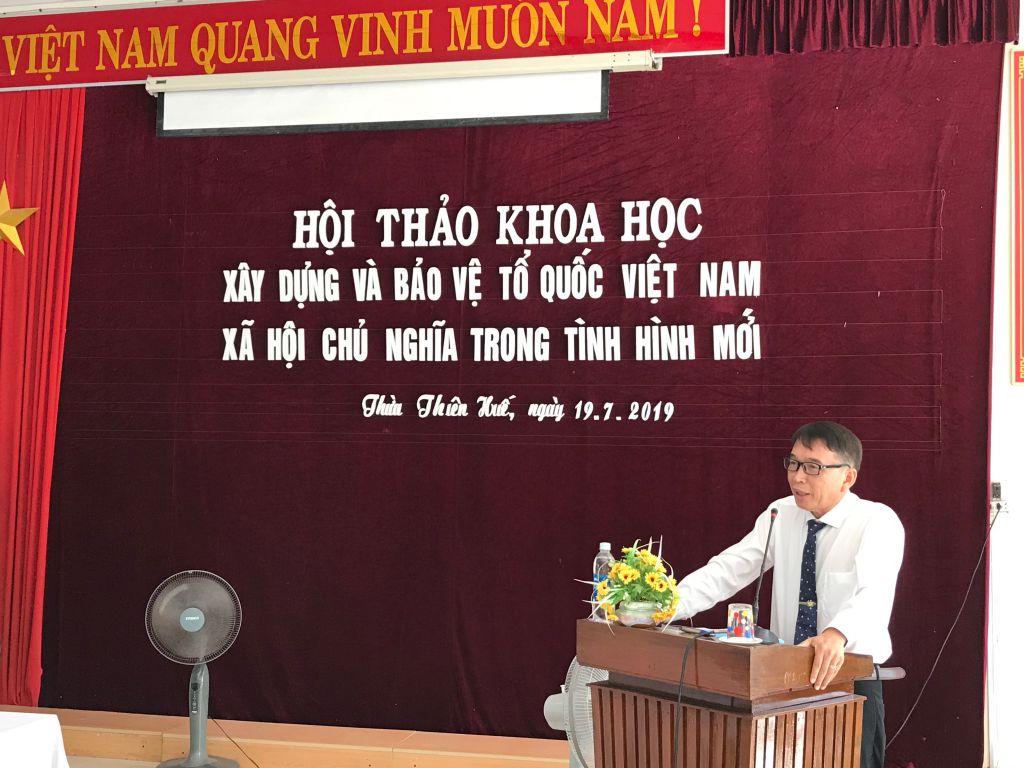 VIỆT NAM QUANG VINH MUÔN NĂM !
HỘI THẢO KHOA HỌC
XÂY DỰNG VÀ BẢO VỆ TỔ QUỐC VIỆT NAM
XÃ HỘI CHỦ NGHĨA TRONG TÌNH HÌNH MỚI
Thừa Thiên Huế, ngày 19.7.2019